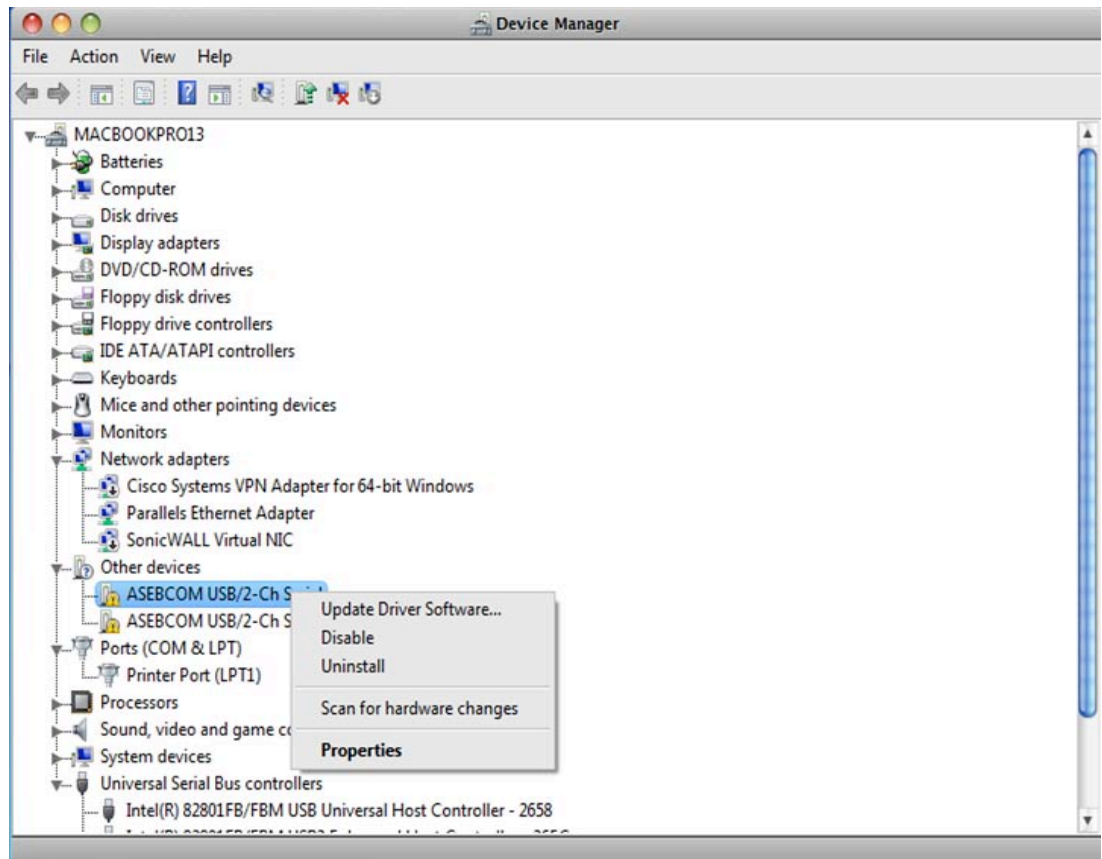 Device Manager
File Action View Help
MACBOOKPRO13
Batteries
Computer
Disk drives
Display adapters
DVD/CD-ROM drives
Floppy disk drives
Floppy drive controllers
IDE ATA/ATAPI controllers
Keyboards
Mice and other pointing devices
Monitors
Network adapters
Cisco Systems VPN Adapter for 64-bit Windows
Parallels Ethernet Adapter
SonicWALL Virtual NIC
Other devices
ASEBCOM USB/2-Ch
ASEBCOM USB/2-Ch S
Ports (COM & LPT)
Printer Port (LPT1)
Processors
Sound, video and game
System devices
Universal Serial Bus controllers
Intel(R) 82801FB/FBM USB Universal Host Controller - 2658
Update Driver Software...
Disable
Uninstall
Scan for hardware changes
Properties